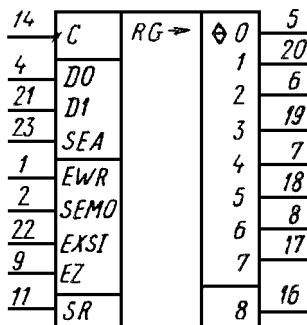 14 C RG→ ◇ 0 5
4 D0 1 20
21 D1 2 6
23 SEA 3 19
1 EWR 4 7
2 SEMO 5 18
22 EXSI 6 8
9 EZ 7 17
11 SR 8 16